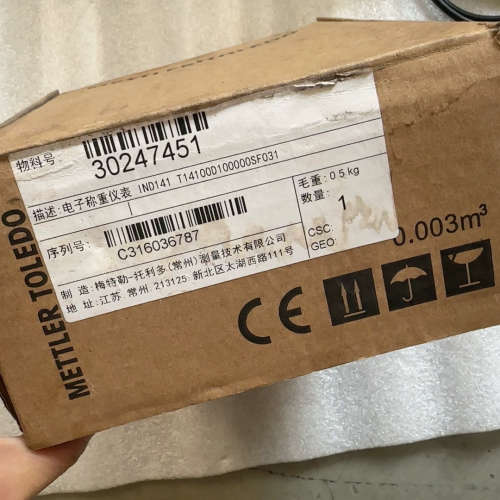 物料号: 30247451
描述: 电子称重仪表 IND141 T14100D100000SF031
毛重: 0.5kg
数量: 1
序列号: C316036787
CSC:
GEO:
制 造: 梅特勒-托利多(常州)测量技术有限公司
地 址: 江苏. 常州. 213125. 新北区太湖西路111号
METTLER TOLEDO
0.003m³
CE